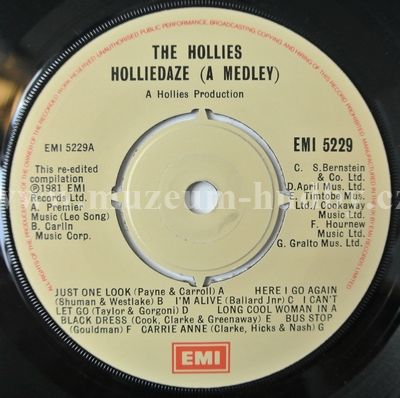 THE HOLLIES
HOLLIEDAZE (A MEDLEY)
A Hollies Production
EMI 5229A
EMI 5229
This re-edited
compilation
℗1981 EMI
Records Ltd.
A. Premier
Music (Leo Song)
B. Carlin
Music Corp.
C. S.Bernstein
& Co. Ltd.
D.April Mus. Ltd.
E. Timtobe Mus.
Ltd./ Cookaway
Music Ltd.
F. Hournew
Music Ltd.
G. Gralto Mus. Ltd.
JUST ONE LOOK (Payne & Carroll) A HERE I GO AGAIN
(Shuman & Westlake) B I'M ALIVE (Ballard Jnr) C I CAN'T
LET GO (Taylor & Gorgoni) D LONG COOL WOMAN IN A
BLACK DRESS (Cook, Clarke & Greenaway) E BUS STOP
(Gouldman) F CARRIE ANNE (Clarke, Hicks & Nash) G
EMI